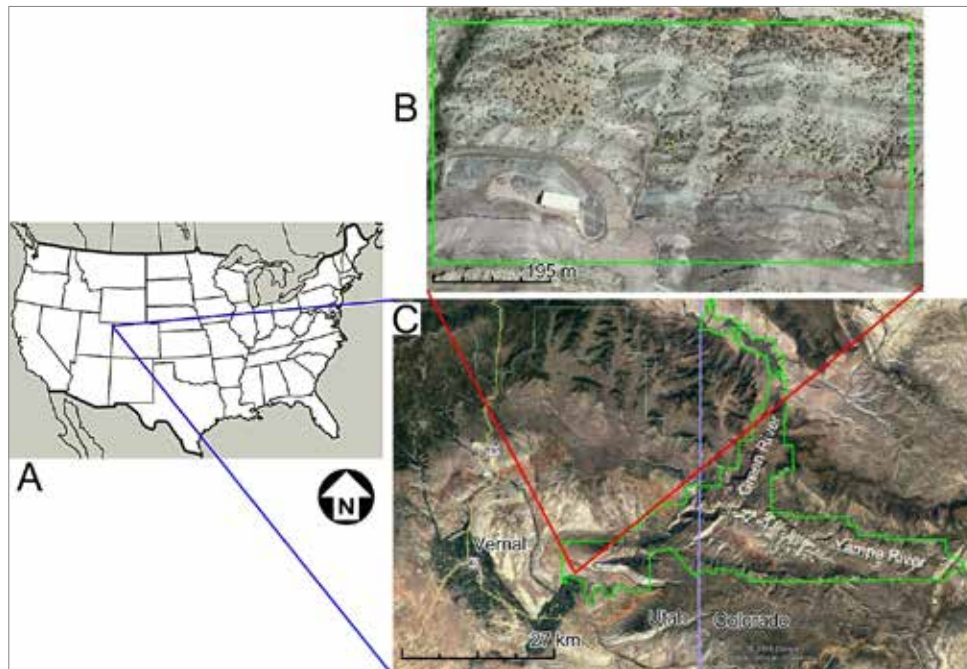 B
195 m
A
N
C
Green River
Yampa River
Vernal
Utah
Colorado
27 km